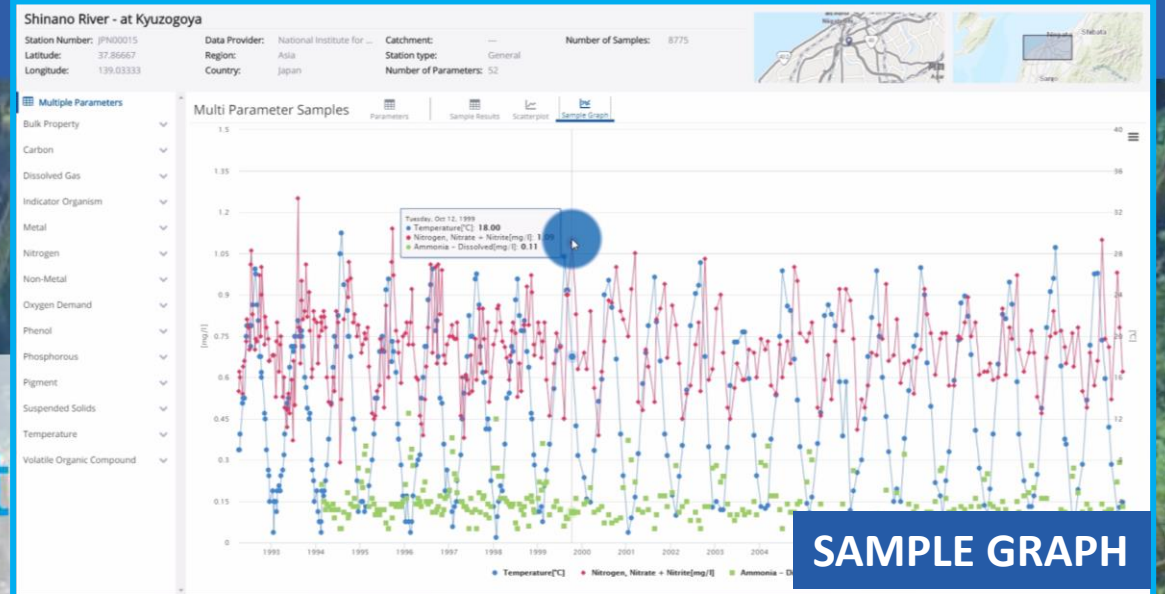 Shinano River - at Kyuzogoya
Station Number: JPN00015 Data Provider: National Institute for ... Catchment: — Number of Samples: 8775
Latitude: 37.86667 Region: Asia Station type: General
Longitude: 139.03333 Country: Japan Number of Parameters: 52
Multiple Parameters
Bulk Property
Carbon
Dissolved Gas
Indicator Organism
Metal
Nitrogen
Non-Metal
Oxygen Demand
Phenol
Phosphorous
Pigment
Suspended Solids
Temperature
Volatile Organic Compound
Multi Parameter Samples
Parameters Sample Results Scatterplot Sample Graph
1.5 40
1.35 36
1.2 32
1.05 28
0.9 24
0.75 20
0.6 16
0.45 12
0.3 8
0.15
0
[mg/l]
[°C]
Tuesday, Oct 12, 1999
Temperature[°C]: 18.00
Nitrogen, Nitrate + Nitrite[mg/l]: 1.09
Ammonia - Dissolved[mg/l]: 0.11
1993 1994 1995 1996 1997 1998 1999 2000 2001 2002 2003 2004
Temperature[°C] Nitrogen, Nitrate + Nitrite[mg/l] Ammonia - Di
SAMPLE GRAPH
Shibata